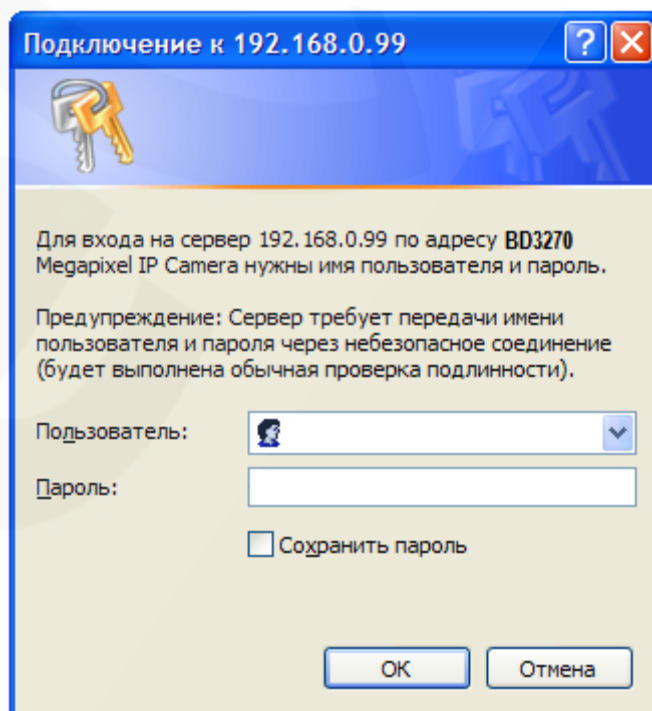 Подключение к 192.168.0.99
Для входа на сервер 192.168.0.99 по адресу BD3270
Megapixel IP Camera нужны имя пользователя и пароль.
Предупреждение: Сервер требует передачи имени
пользователя и пароля через небезопасное соединение
(будет выполнена обычная проверка подлинности).
Пользователь:
Пароль:
Сохранить пароль
ОК
Отмена